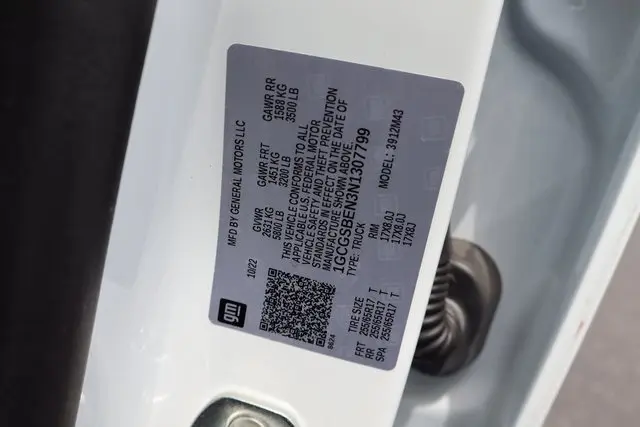 gm
MFD BY GENERAL MOTORS LLC
10/22
GVWR GAWR FRT GAWR RR
2631 KG 1451 KG 1588 KG
5800 LB 3200 LB 3500 LB
THIS VEHICLE CONFORMS TO ALL
APPLICABLE U.S. FEDERAL MOTOR
VEHICLE SAFETY AND THEFT PREVENTION
STANDARDS IN EFFECT ON THE DATE OF
MANUFACTURE SHOWN ABOVE.
1GCGSBEN3N1307799
TYPE: TRUCK MODEL: 3912M43
8624
TIRE SIZE RIM
FRT 255/65R17 T 17X8.0J
RR 255/65R17 T 17X8.0J
SPA 255/65R17 T 17X8J